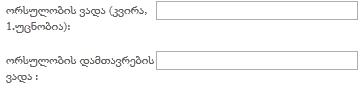 ორსულობის ვადა (კვირა,
1.უცნობია):
ორსულობის დამთავრების
ვადა :